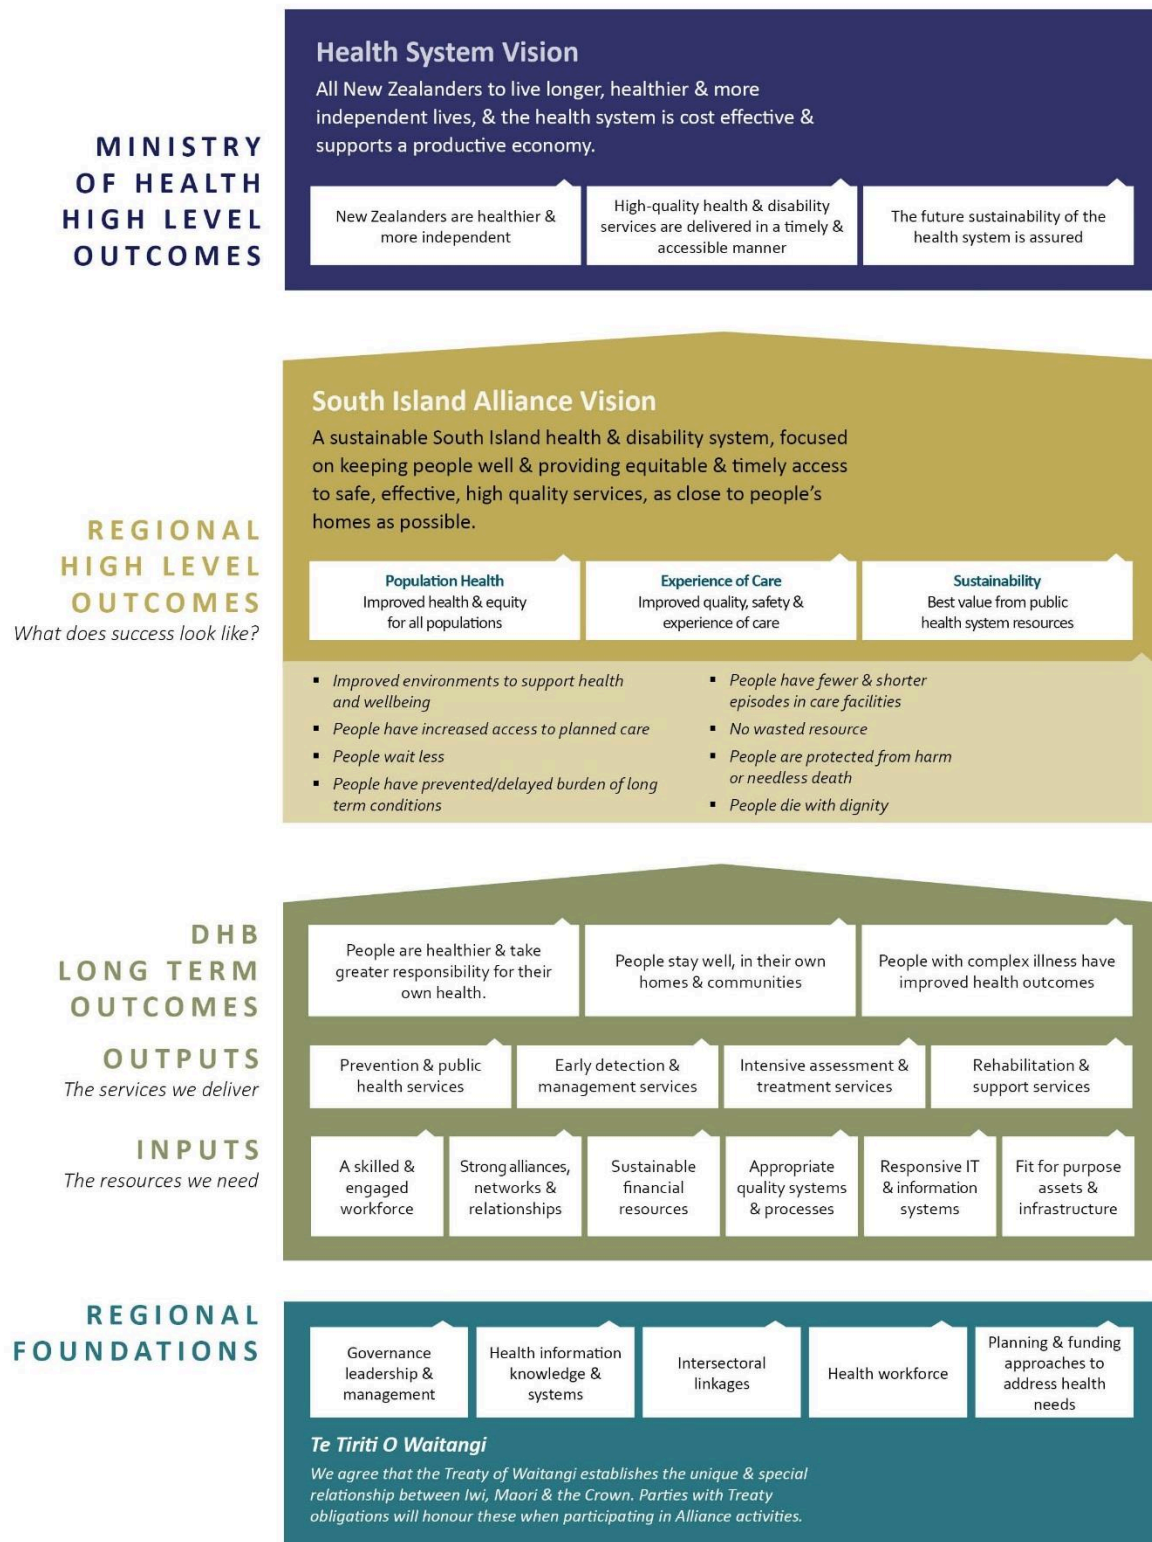 MINISTRY
OF HEALTH
HIGH LEVEL
OUTCOMES
Health System Vision
All New Zealanders to live longer, healthier & more
independent lives, & the health system is cost effective &
supports a productive economy.
New Zealanders are healthier &
more independent
High-quality health & disability
services are delivered in a timely &
accessible manner
The future sustainability of the
health system is assured
REGIONAL
HIGH LEVEL
OUTCOMES
What does success look like?
South Island Alliance Vision
A sustainable South Island health & disability system, focused
on keeping people well & providing equitable & timely access
to safe, effective, high quality services, as close to people's
homes as possible.
Population Health
Improved health & equity
for all populations
Experience of Care
Improved quality, safety &
experience of care
Sustainability
Best value from public
health system resources
▪ Improved environments to support health
and wellbeing
▪ People have increased access to planned care
▪ People wait less
▪ People have prevented/delayed burden of long
term conditions
▪ People have fewer & shorter
episodes in care facilities
▪ No wasted resource
▪ People are protected from harm
or needless death
▪ People die with dignity
DHB
LONG TERM
OUTCOMES
People are healthier & take
greater responsibility for their
own health.
People stay well, in their own
homes & communities
People with complex illness have
improved health outcomes
OUTPUTS
The services we deliver
Prevention & public
health services
Early detection &
management services
Intensive assessment &
treatment services
Rehabilitation &
support services
INPUTS
The resources we need
A skilled &
engaged
workforce
Strong alliances,
networks &
relationships
Sustainable
financial
resources
Appropriate
quality systems
& processes
Responsive IT
& information
systems
Fit for purpose
assets &
infrastructure
REGIONAL
FOUNDATIONS
Governance
leadership &
management
Health information
knowledge &
systems
Intersectoral
linkages
Health workforce
Planning & funding
approaches to
address health
needs
Te Tiriti O Waitangi
We agree that the Treaty of Waitangi establishes the unique & special
relationship between Iwi, Maori & the Crown. Parties with Treaty
obligations will honour these when participating in Alliance activities.